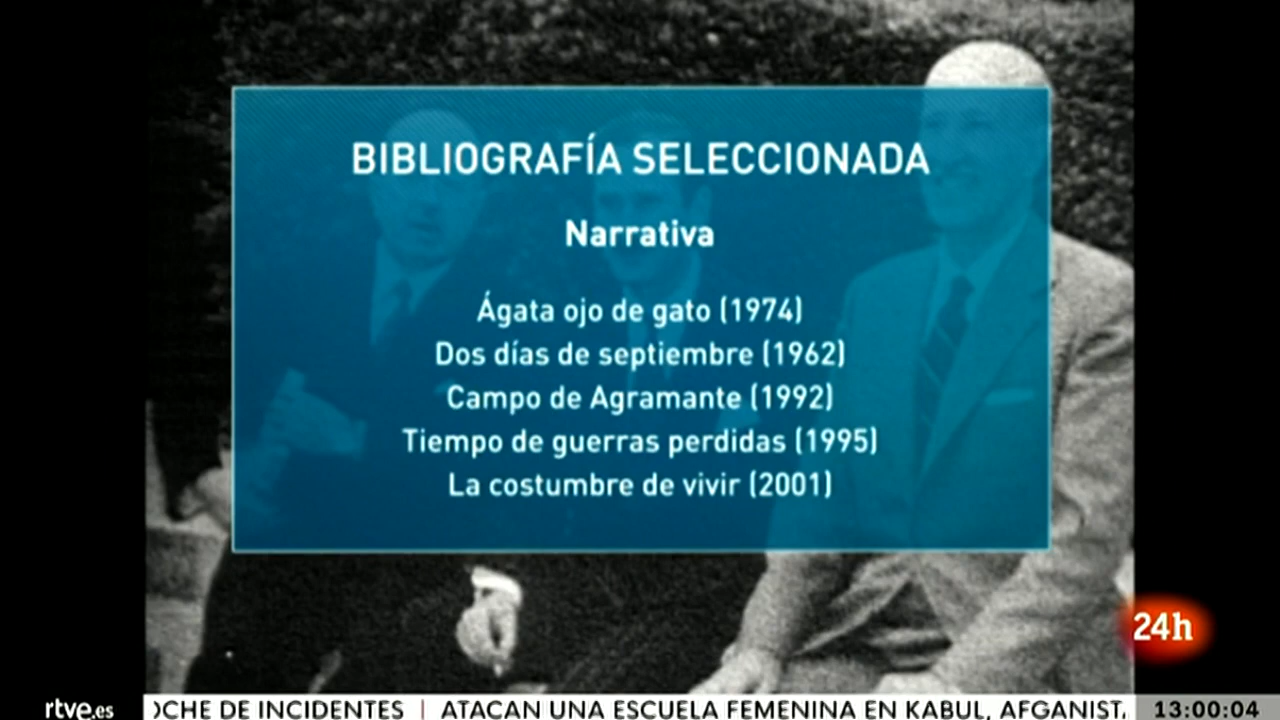 BIBLIOGRAFÍA SELECCIONADA
Narrativa
Ágata ojo de gato (1974)
Dos días de septiembre (1962)
Campo de Agramante (1992)
Tiempo de guerras perdidas (1995)
La costumbre de vivir (2001)
24h
rtve.es
OCHE DE INCIDENTES | ATACAN UNA ESCUELA FEMENINA EN KABUL, AFGANIST
13:00:04